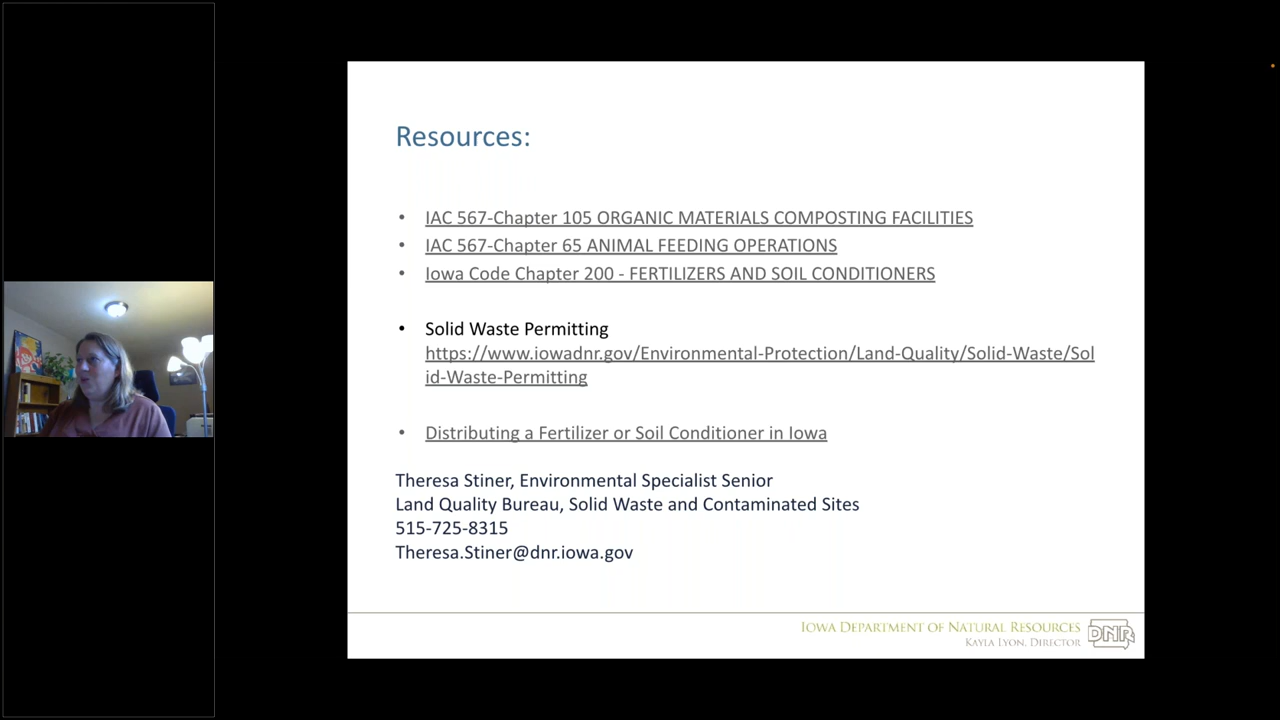 Resources:
• IAC 567-Chapter 105 ORGANIC MATERIALS COMPOSTING FACILITIES
• IAC 567-Chapter 65 ANIMAL FEEDING OPERATIONS
• Iowa Code Chapter 200 - FERTILIZERS AND SOIL CONDITIONERS
• Solid Waste Permitting
https://www.iowadnr.gov/Environmental-Protection/Land-Quality/Solid-Waste/Sol
id-Waste-Permitting
• Distributing a Fertilizer or Soil Conditioner in Iowa
Theresa Stiner, Environmental Specialist Senior
Land Quality Bureau, Solid Waste and Contaminated Sites
515-725-8315
Theresa.Stiner@dnr.iowa.gov
IOWA DEPARTMENT OF NATURAL RESOURCES
KAYLA LYON, DIRECTOR
DNR